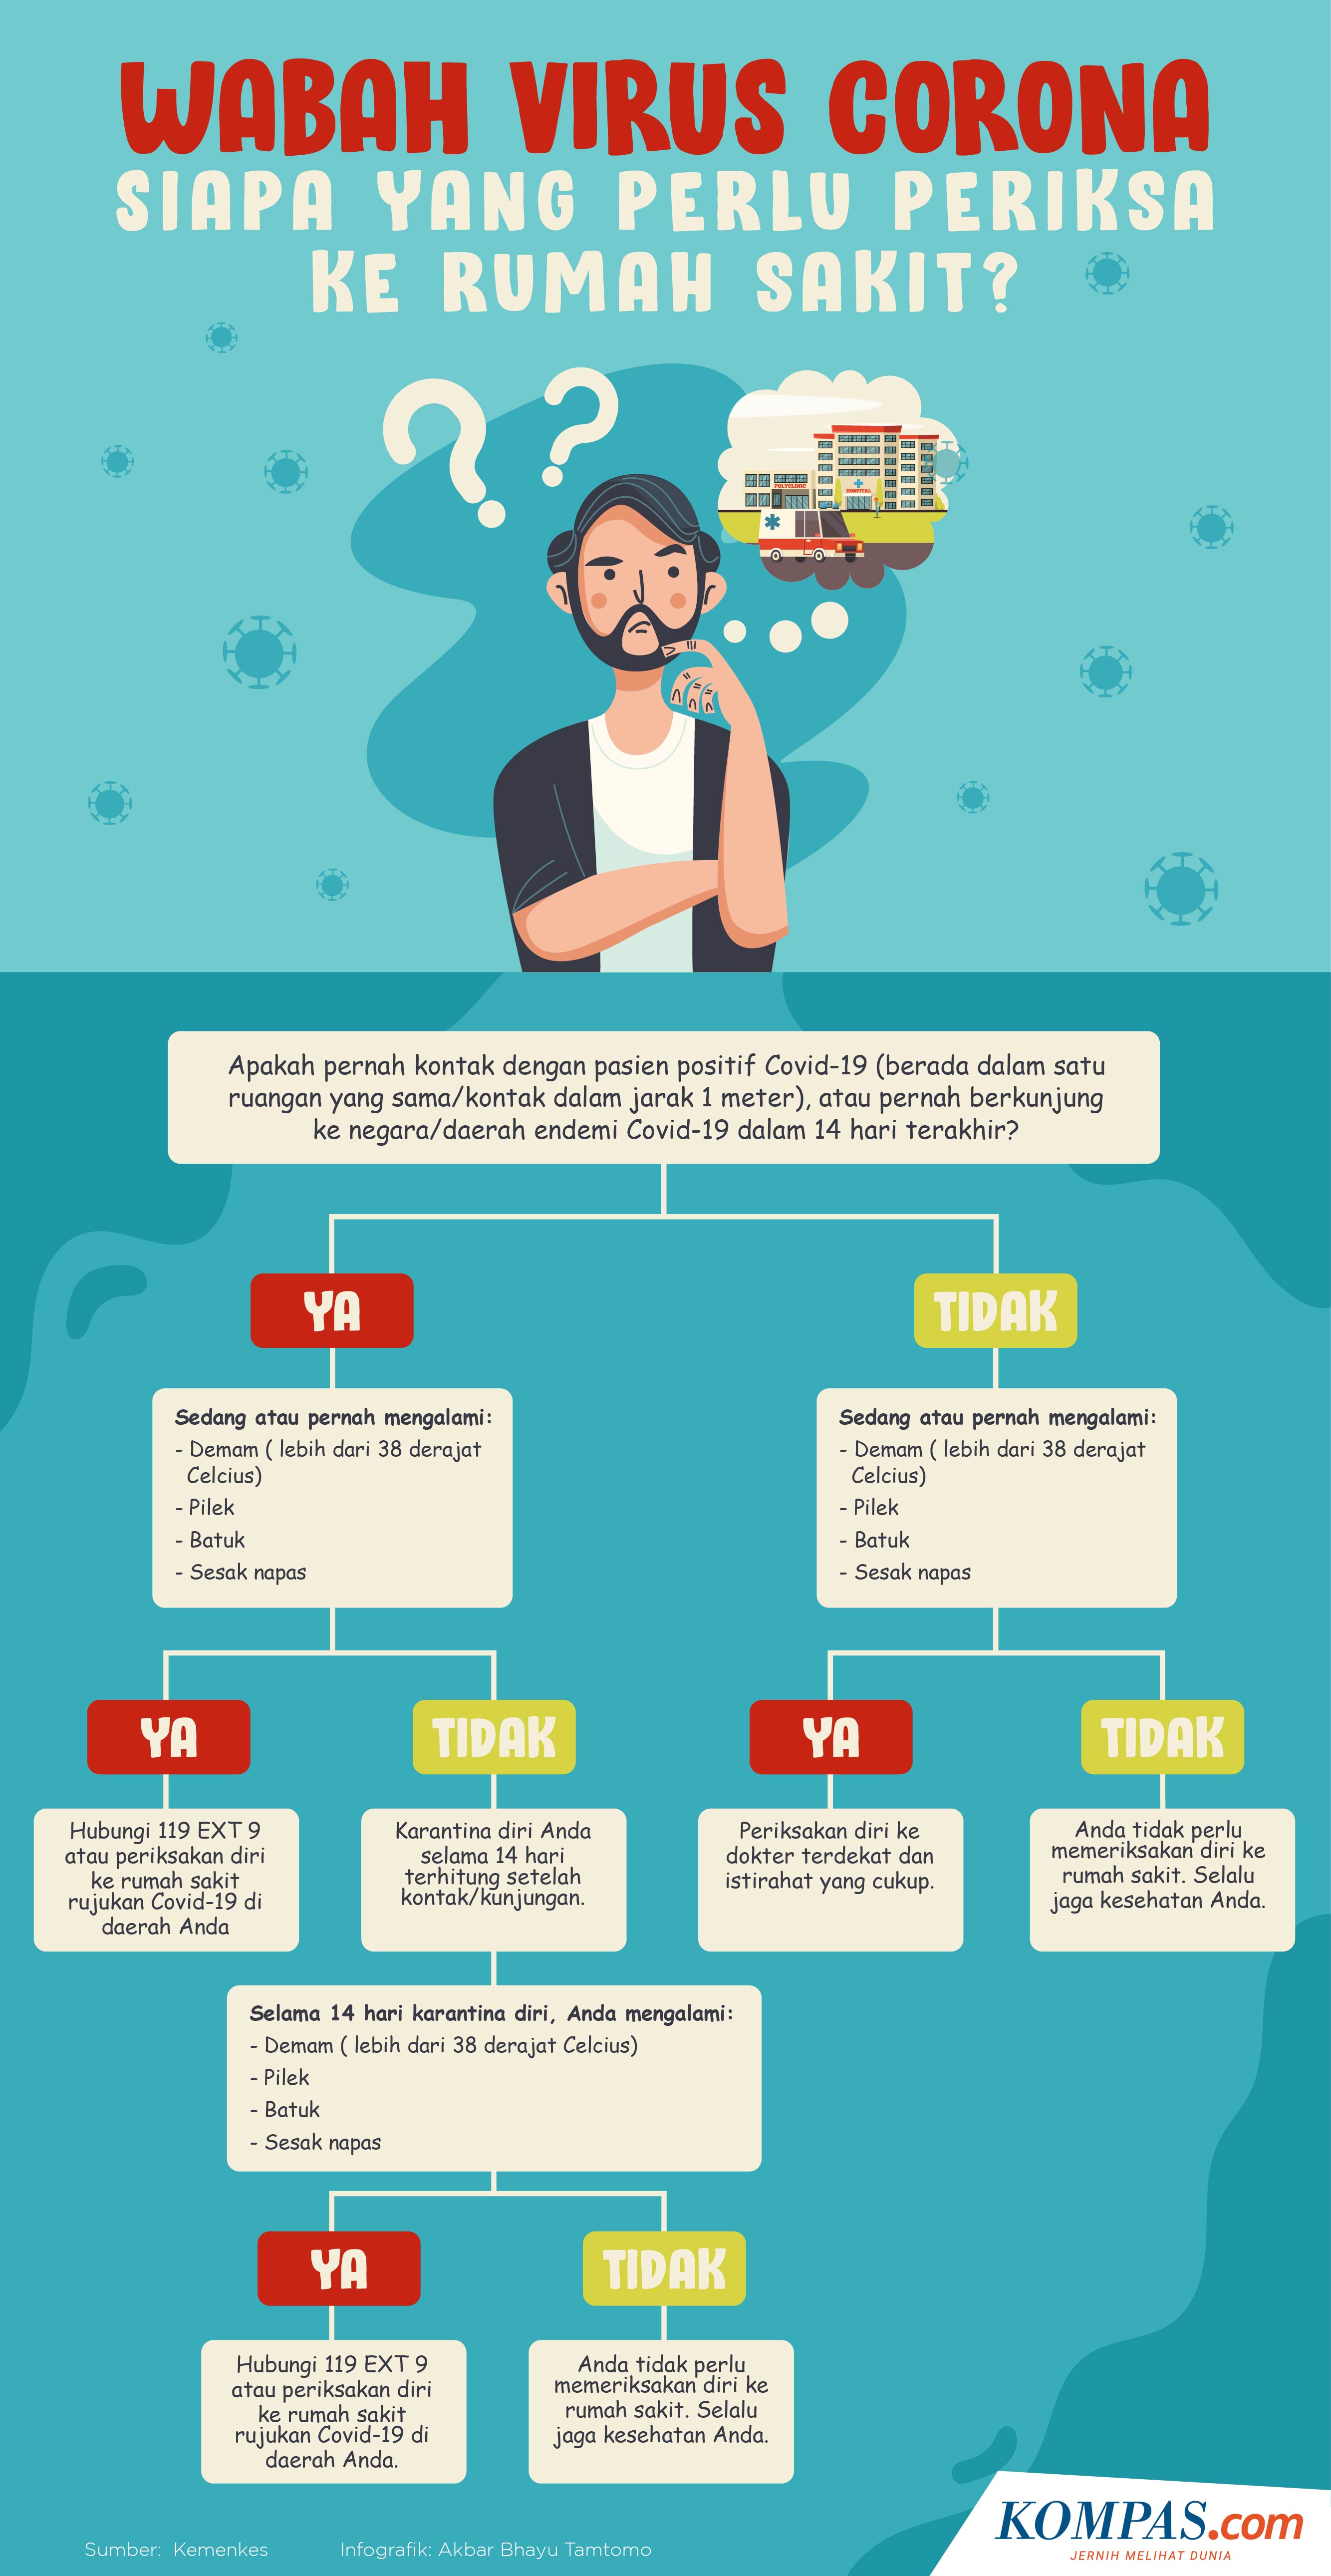 WABAH VIRUS CORONA
SIAPA YANG PERLU PERIKSA
KE RUMAH SAKIT?
POLYCLINIC
HOSPITAL
Apakah pernah kontak dengan pasien positif Covid-19 (berada dalam satu
ruangan yang sama/kontak dalam jarak 1 meter), atau pernah berkunjung
ke negara/daerah endemi Covid-19 dalam 14 hari terakhir?
YA
TIDAK
Sedang atau pernah mengalami:
- Demam ( lebih dari 38 derajat
Celcius)
- Pilek
- Batuk
- Sesak napas
Sedang atau pernah mengalami:
- Demam ( lebih dari 38 derajat
Celcius)
- Pilek
- Batuk
- Sesak napas
YA
TIDAK
YA
TIDAK
Hubungi 119 EXT 9
atau periksakan diri
ke rumah sakit
rujukan Covid-19 di
daerah Anda
Karantina diri Anda
selama 14 hari
terhitung setelah
kontak/kunjungan.
Periksakan diri ke
dokter terdekat dan
istirahat yang cukup.
Anda tidak perlu
memeriksakan diri ke
rumah sakit. Selalu
jaga kesehatan Anda.
Selama 14 hari karantina diri, Anda mengalami:
- Demam ( lebih dari 38 derajat Celcius)
- Pilek
- Batuk
- Sesak napas
YA
TIDAK
Hubungi 119 EXT 9
atau periksakan diri
ke rumah sakit
rujukan Covid-19 di
daerah Anda.
Anda tidak perlu
memeriksakan diri ke
rumah sakit. Selalu
jaga kesehatan Anda.
Sumber: Kemenkes
Infografik: Akbar Bhayu Tamtomo
KOMPAS.com
JERNIH MELIHAT DUNIA